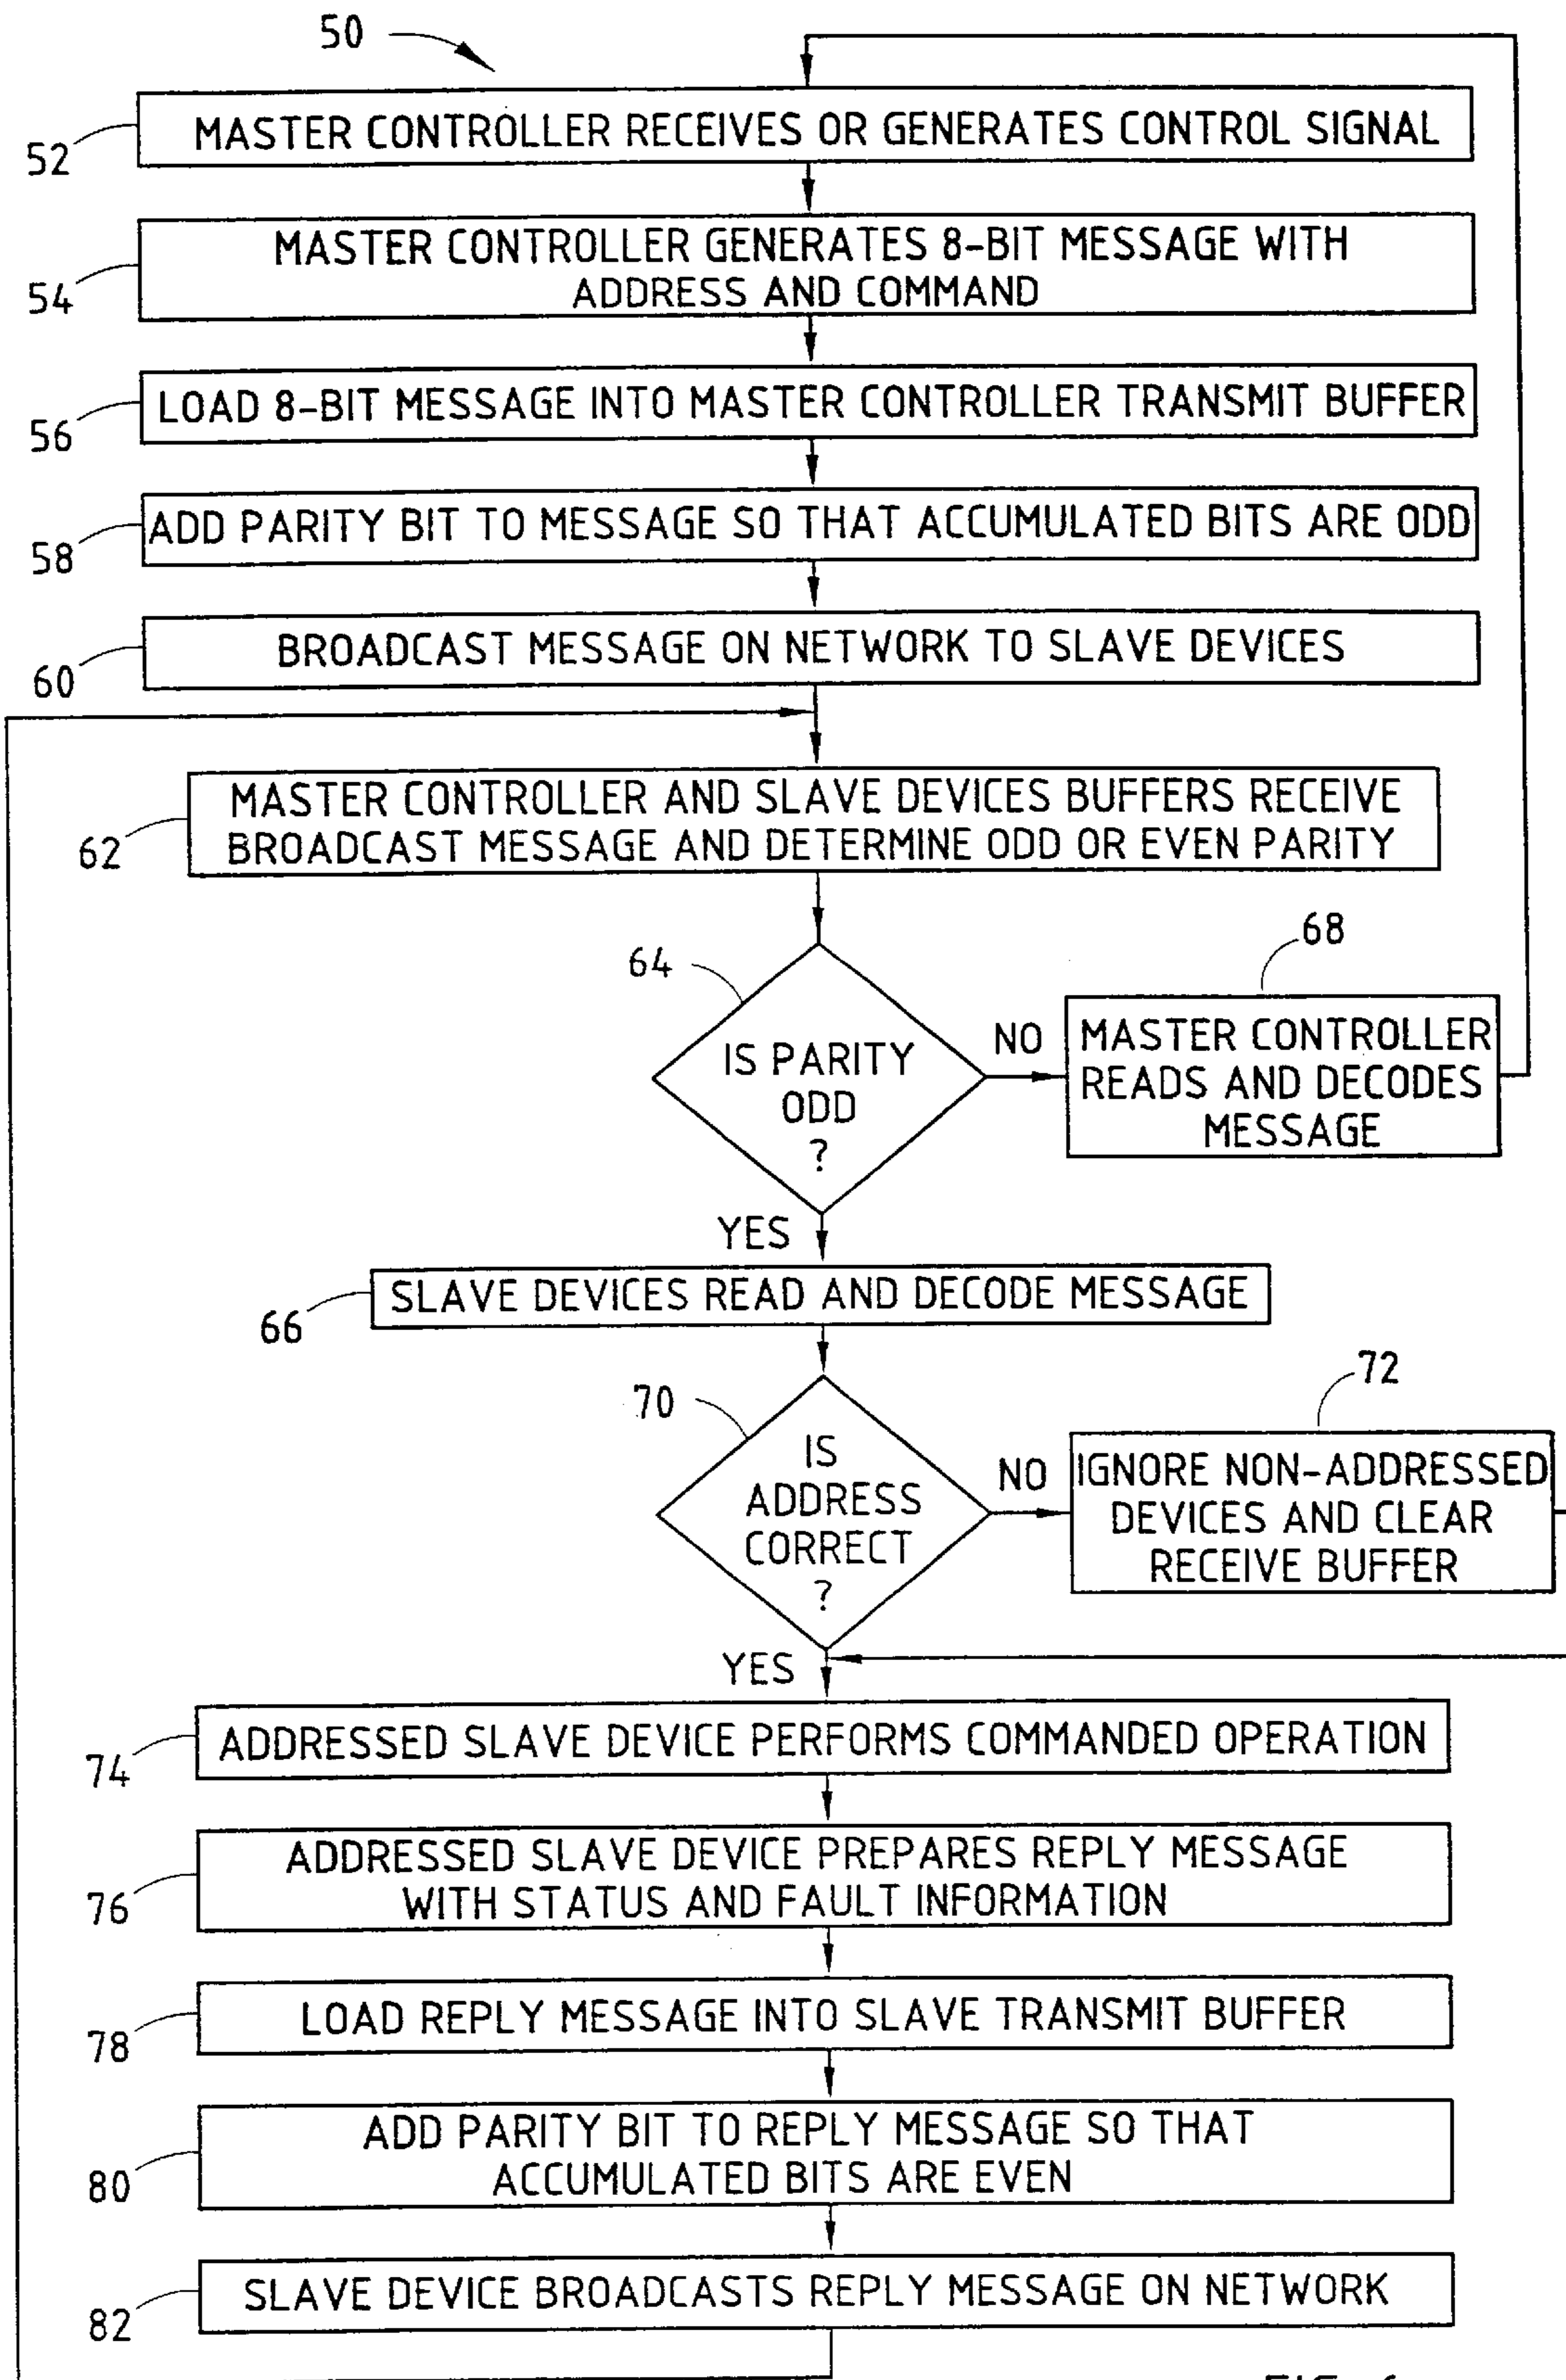 50
52
MASTER CONTROLLER RECEIVES OR GENERATES CONTROL SIGNAL
54
MASTER CONTROLLER GENERATES 8-BIT MESSAGE WITH
ADDRESS AND COMMAND
56
LOAD 8-BIT MESSAGE INTO MASTER CONTROLLER TRANSMIT BUFFER
58
ADD PARITY BIT TO MESSAGE SO THAT ACCUMULATED BITS ARE ODD
60
BROADCAST MESSAGE ON NETWORK TO SLAVE DEVICES
62
MASTER CONTROLLER AND SLAVE DEVICES BUFFERS RECEIVE
BROADCAST MESSAGE AND DETERMINE ODD OR EVEN PARITY
64
IS PARITY
ODD
?
NO
68
MASTER CONTROLLER
READS AND DECODES
MESSAGE
YES
66
SLAVE DEVICES READ AND DECODE MESSAGE
70
IS
ADDRESS
CORRECT
?
NO
72
IGNORE NON-ADDRESSED
DEVICES AND CLEAR
RECEIVE BUFFER
YES
74
ADDRESSED SLAVE DEVICE PERFORMS COMMANDED OPERATION
76
ADDRESSED SLAVE DEVICE PREPARES REPLY MESSAGE
WITH STATUS AND FAULT INFORMATION
78
LOAD REPLY MESSAGE INTO SLAVE TRANSMIT BUFFER
80
ADD PARITY BIT TO REPLY MESSAGE SO THAT
ACCUMULATED BITS ARE EVEN
82
SLAVE DEVICE BROADCASTS REPLY MESSAGE ON NETWORK